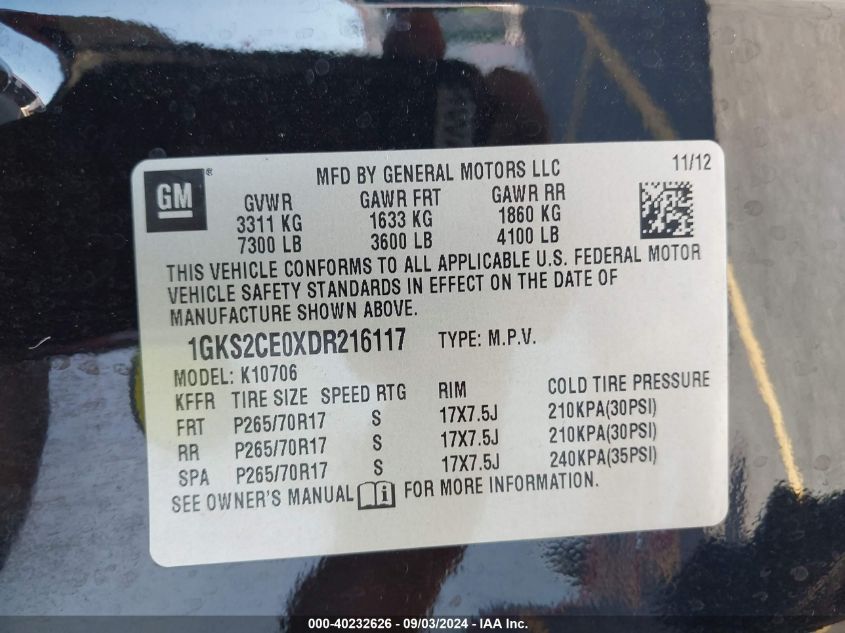 GM ®
MFD BY GENERAL MOTORS LLC 11/12
GVWR GAWR FRT GAWR RR
3311 KG 1633 KG 1860 KG
7300 LB 3600 LB 4100 LB
THIS VEHICLE CONFORMS TO ALL APPLICABLE U.S. FEDERAL MOTOR
VEHICLE SAFETY STANDARDS IN EFFECT ON THE DATE OF
MANUFACTURE SHOWN ABOVE.
1GKS2CE0XDR216117 TYPE: M.P.V.
MODEL: K10706
KFFR TIRE SIZE SPEED RTG RIM COLD TIRE PRESSURE
FRT P265/70R17 S 17X7.5J 210KPA(30PSI)
RR P265/70R17 S 17X7.5J 210KPA(30PSI)
SPA P265/70R17 S 17X7.5J 240KPA(35PSI)
SEE OWNER'S MANUAL i FOR MORE INFORMATION.
000-40232626 - 09/03/2024 - IAA Inc.